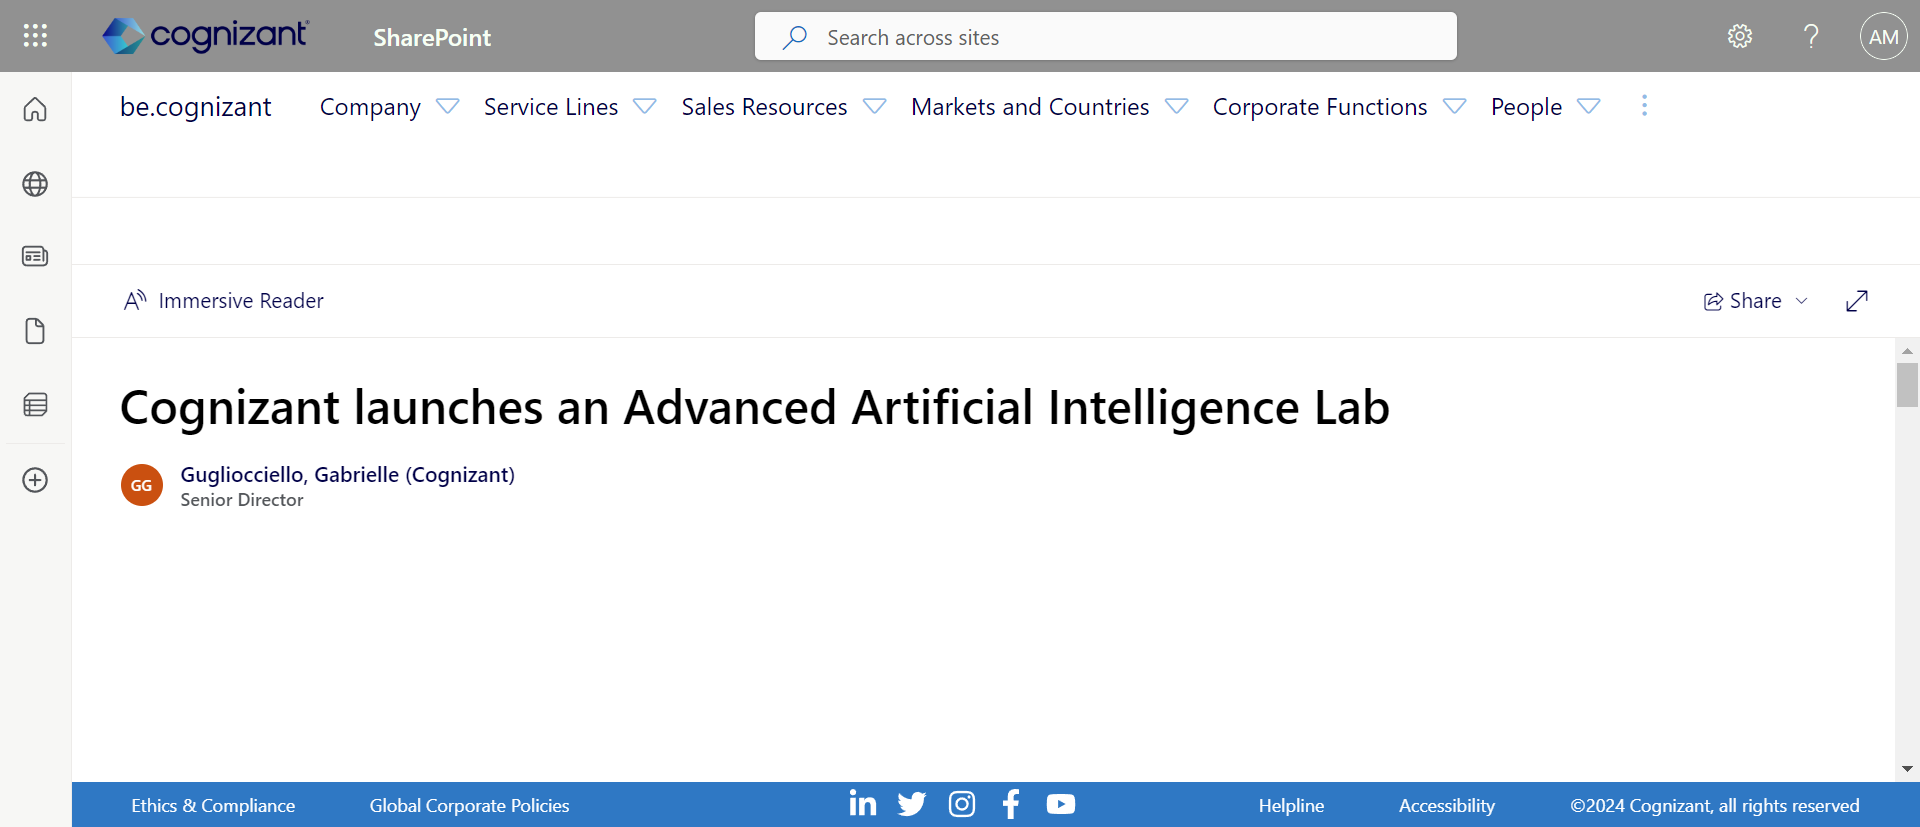 cognizant
SharePoint
Search across sites
?
AM
be.cognizant
Company
Service Lines
Sales Resources
Markets and Countries
Corporate Functions
People
Immersive Reader
Share
Cognizant launches an Advanced Artificial Intelligence Lab
GG
Gugliocciello, Gabrielle (Cognizant)
Senior Director
Ethics & Compliance
Global Corporate Policies
Helpline
Accessibility
©2024 Cognizant, all rights reserved